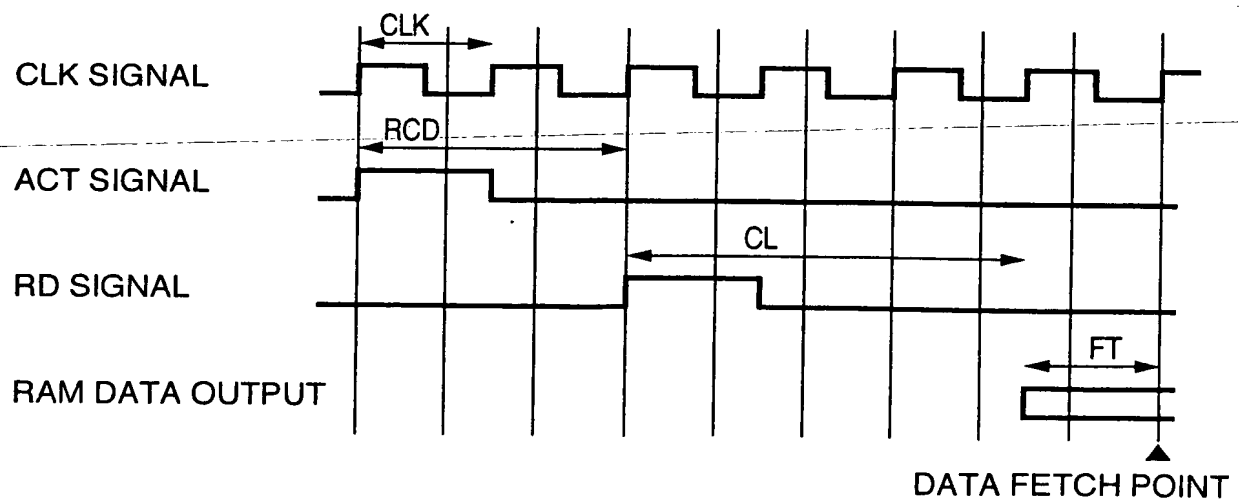 CLK
CLK SIGNAL
RCD
ACT SIGNAL
CL
RD SIGNAL
FT
RAM DATA OUTPUT
DATA FETCH POINT